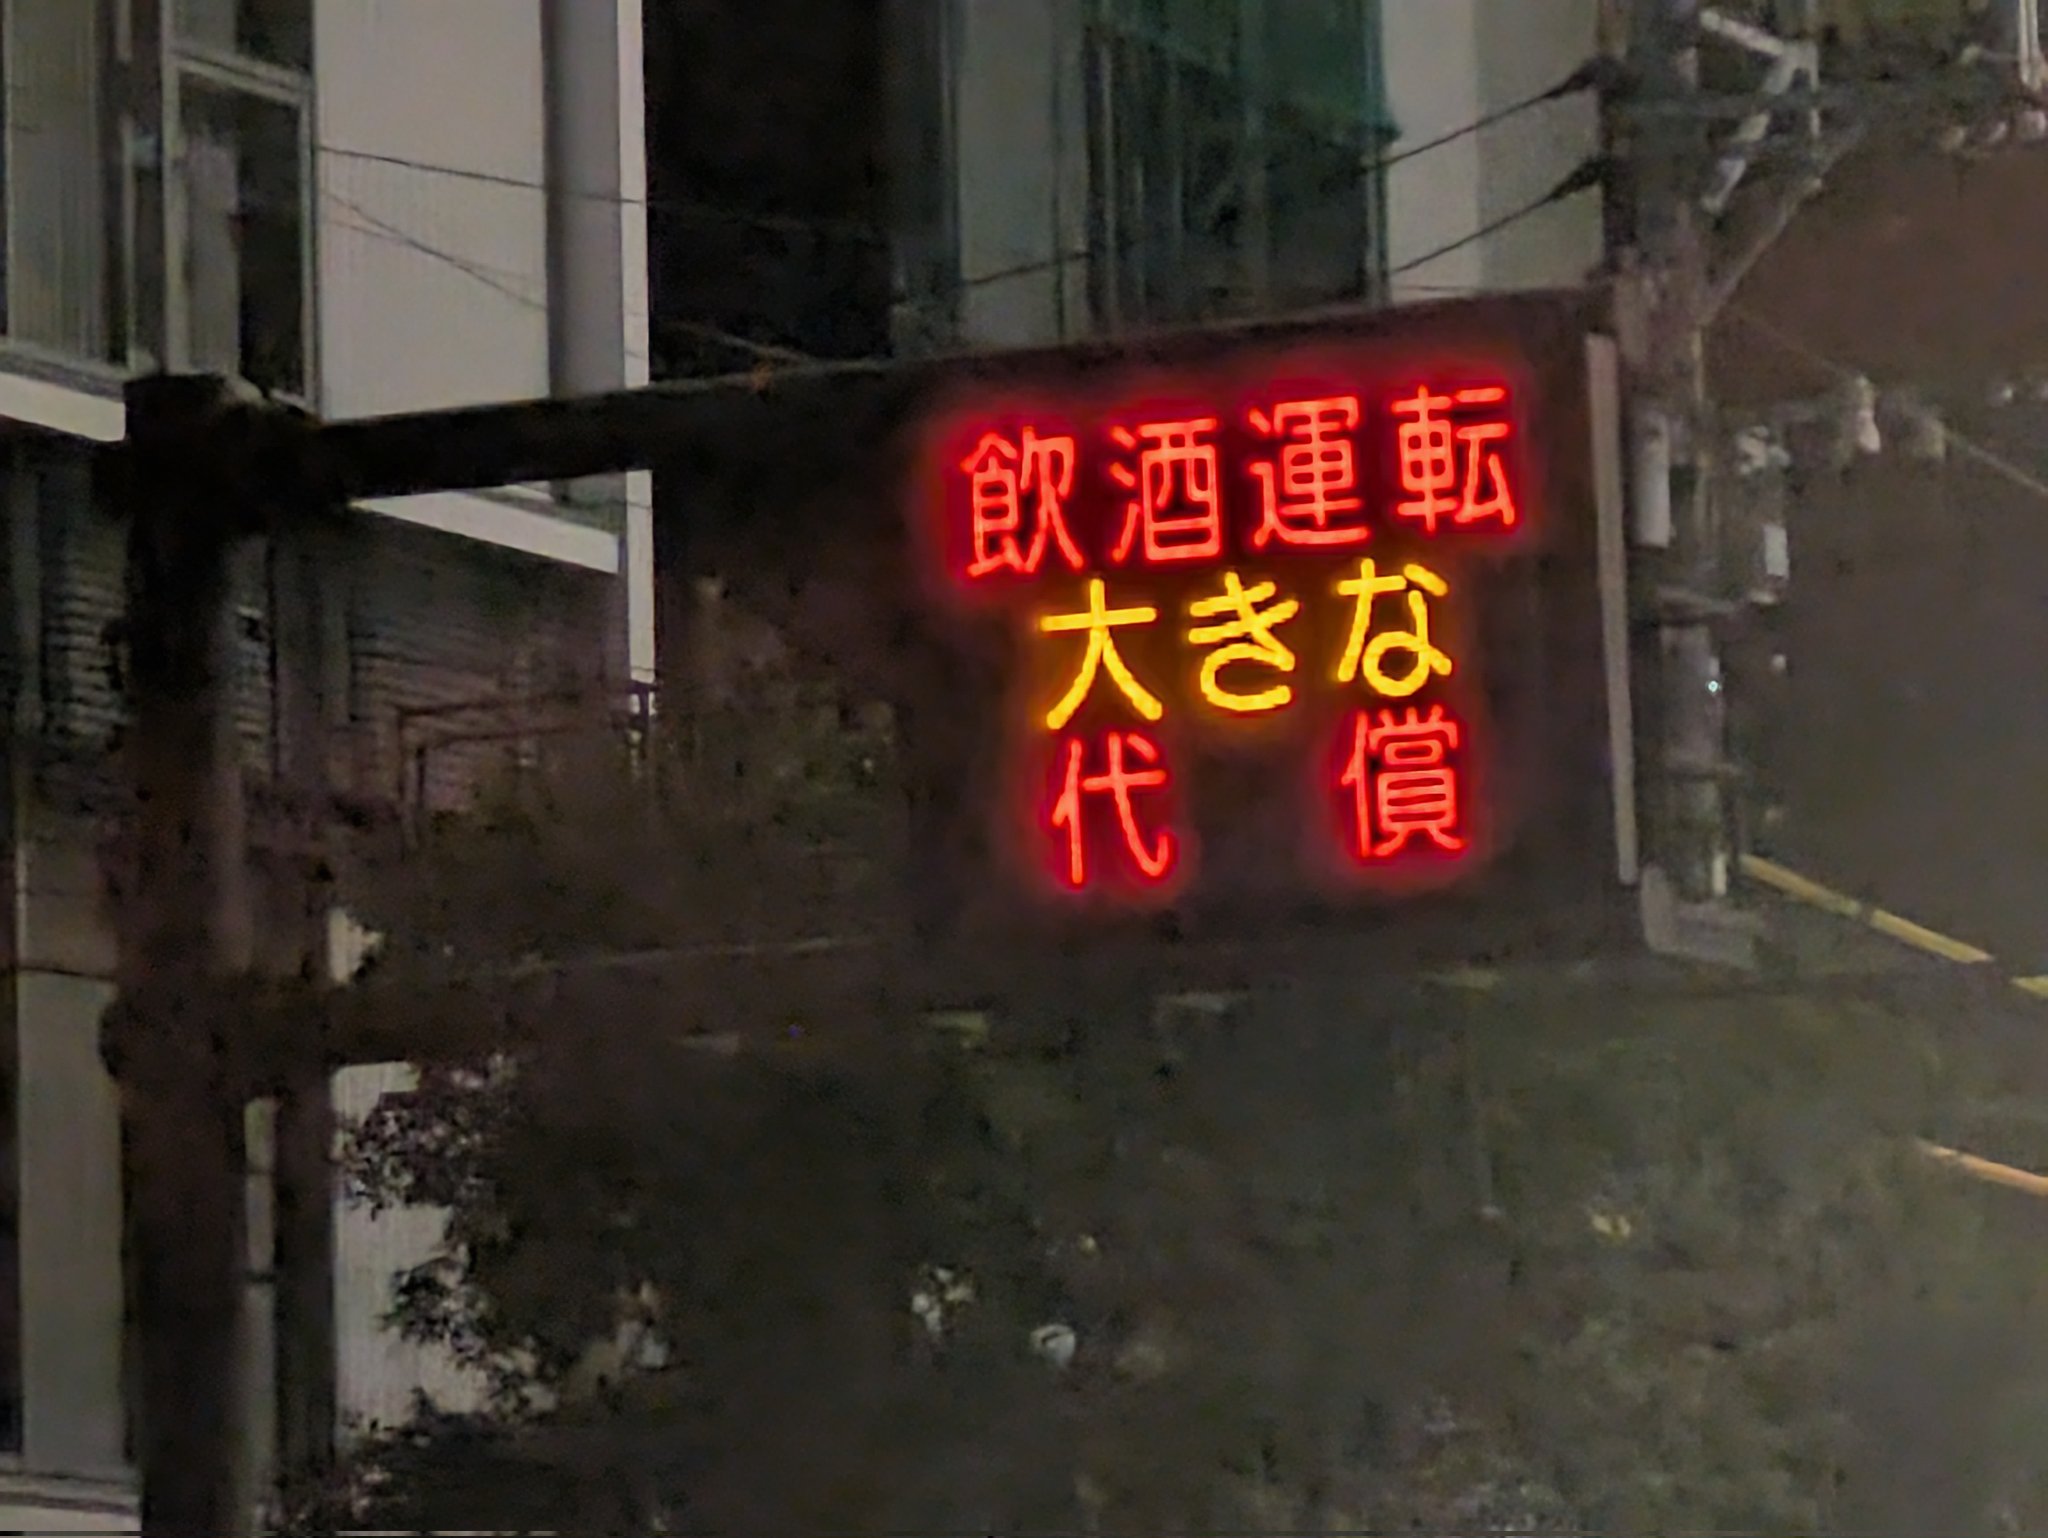 飲酒運転
大きな
代 償